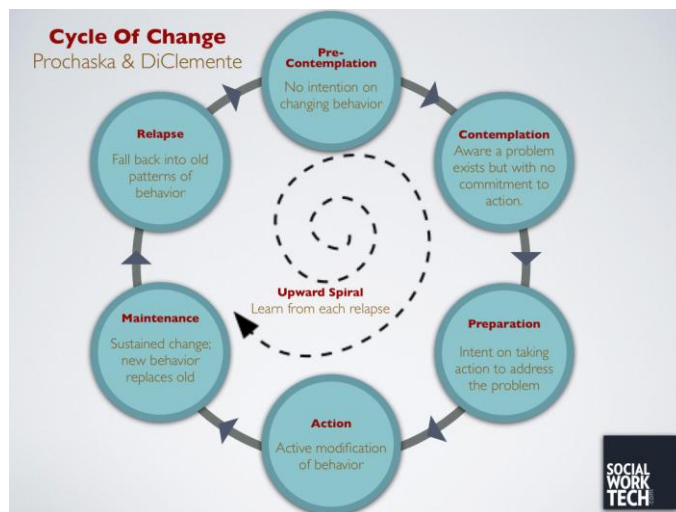 Cycle Of Change
Prochaska & DiClemente
Pre-
Contemplation
No intention on
changing behavior
Contemplation
Aware a problem
exists but with no
commitment to
action.
Preparation
Intent on taking
action to address
the problem
Action
Active modification
of behavior
Maintenance
Sustained change;
new behavior
replaces old
Relapse
Fall back into old
patterns of
behavior
Upward Spiral
Learn from each relapse
SOCIAL
WORK
TECH
.com